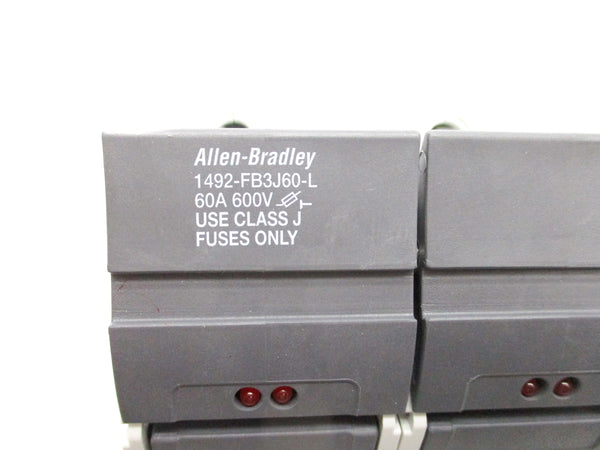 Allen-Bradley
1492-FB3J60-L
60A 600V
USE CLASS J
FUSES ONLY